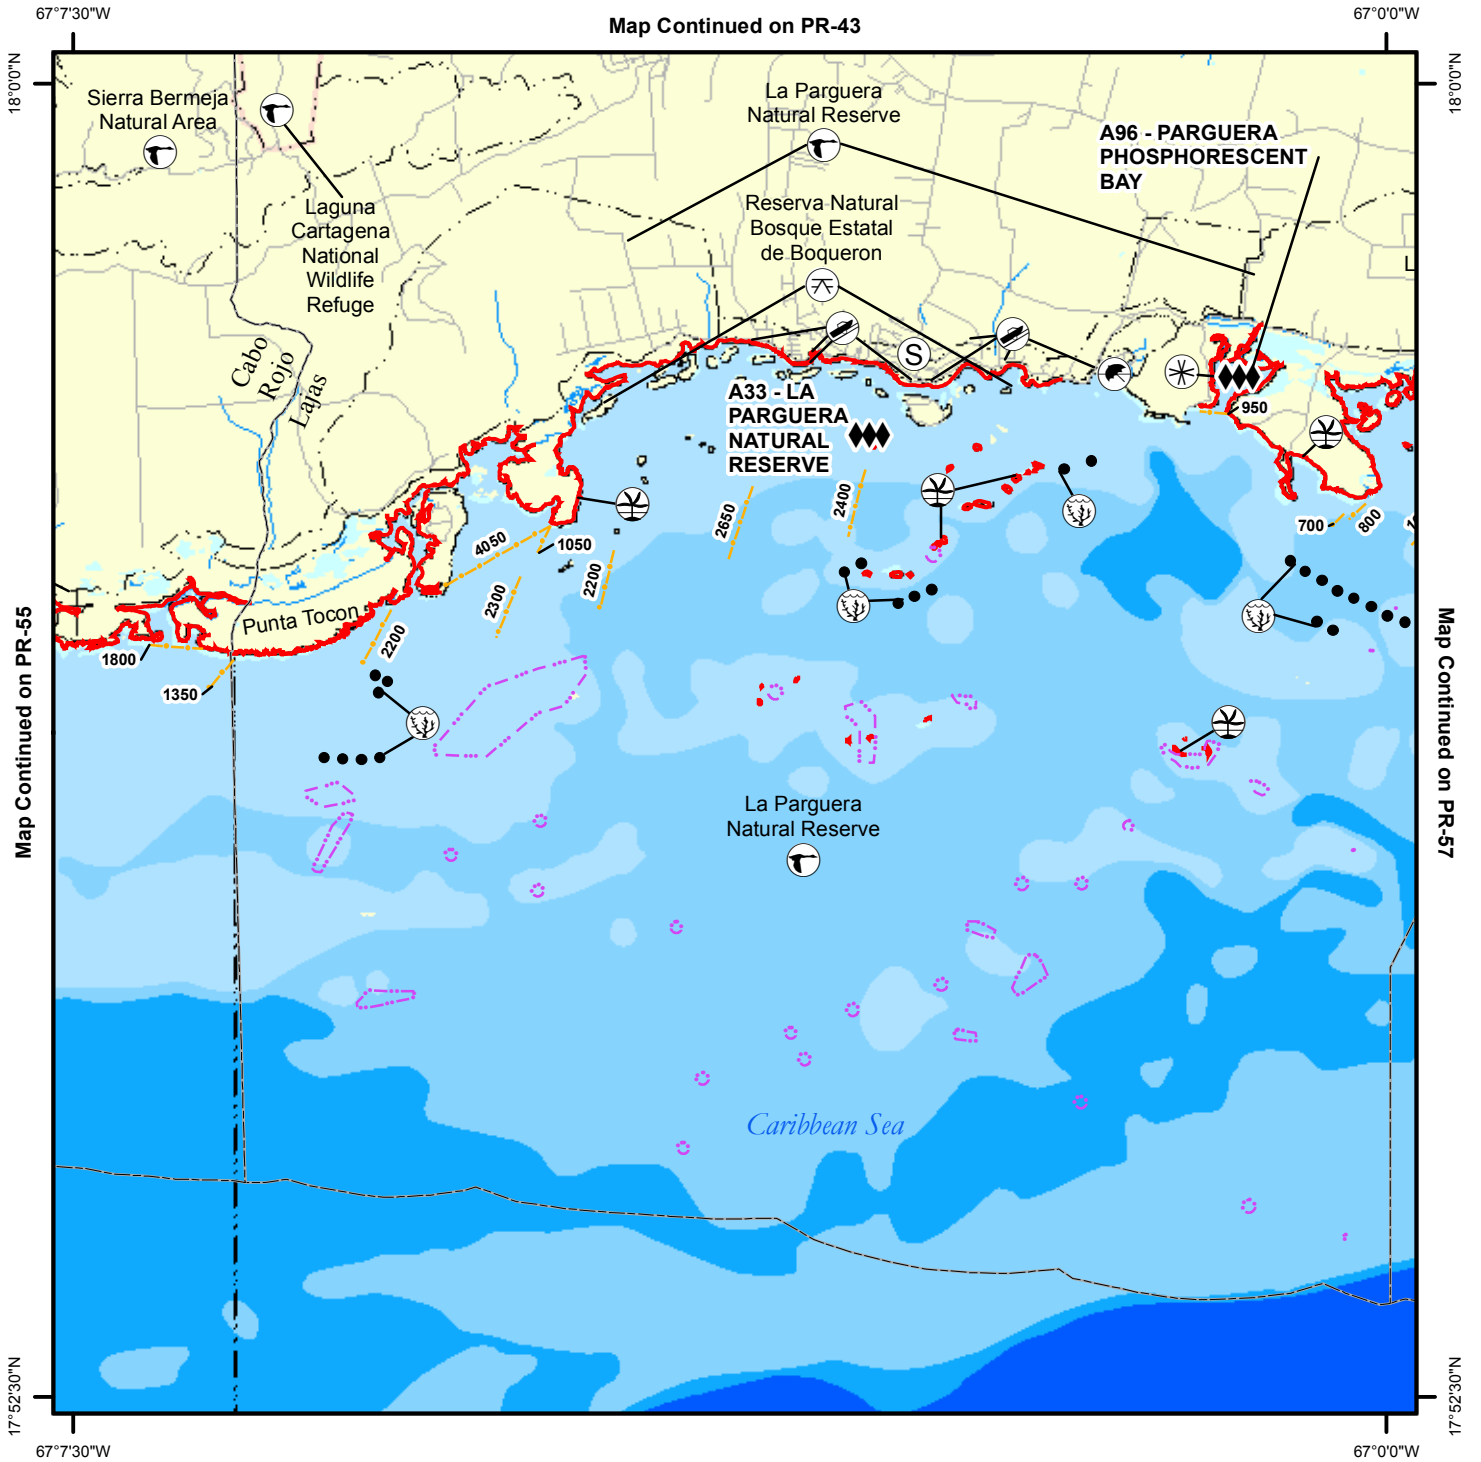 67°7'30"W
Map Continued on PR-43
67°0'0"W
18°0'0"N
18°0'0"N
Sierra Bermeja
Natural Area
La Parguera
Natural Reserve
A96 - PARGUERA
PHOSPHORESCENT
BAY
Laguna
Cartagena
National
Wildlife
Refuge
Reserva Natural
Bosque Estatal
de Boqueron
L
Cabo
Rojo
Lajas
S
A33 - LA
PARGUERA
NATURAL
RESERVE
950
2650
2400
700
800
1
4050
1050
2200
2300
Punta Tocon
2200
1800
1350
Map Continued on PR-55
Map Continued on PR-57
La Parguera
Natural Reserve
Caribbean Sea
17°52'30"N
17°52'30"N
67°7'30"W
67°0'0"W